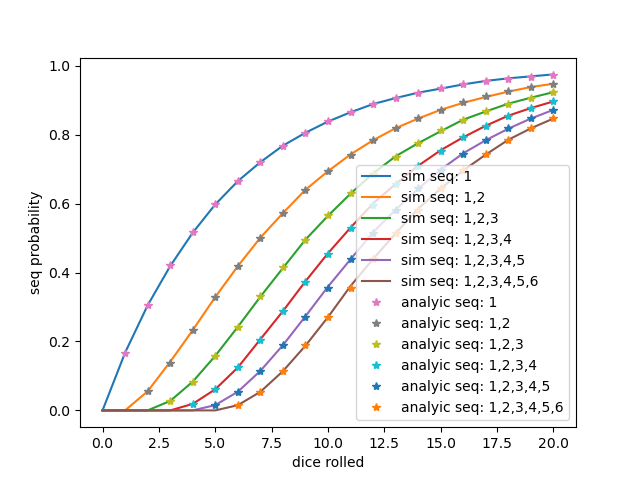 1.0
0.8
0.6
0.4
0.2
0.0
seq probability
0.0 2.5 5.0 7.5 10.0 12.5 15.0 17.5 20.0
dice rolled
sim seq: 1
sim seq: 1,2
sim seq: 1,2,3
sim seq: 1,2,3,4
sim seq: 1,2,3,4,5
sim seq: 1,2,3,4,5,6
analyic seq: 1
analyic seq: 1,2
analyic seq: 1,2,3
analyic seq: 1,2,3,4
analyic seq: 1,2,3,4,5
analyic seq: 1,2,3,4,5,6